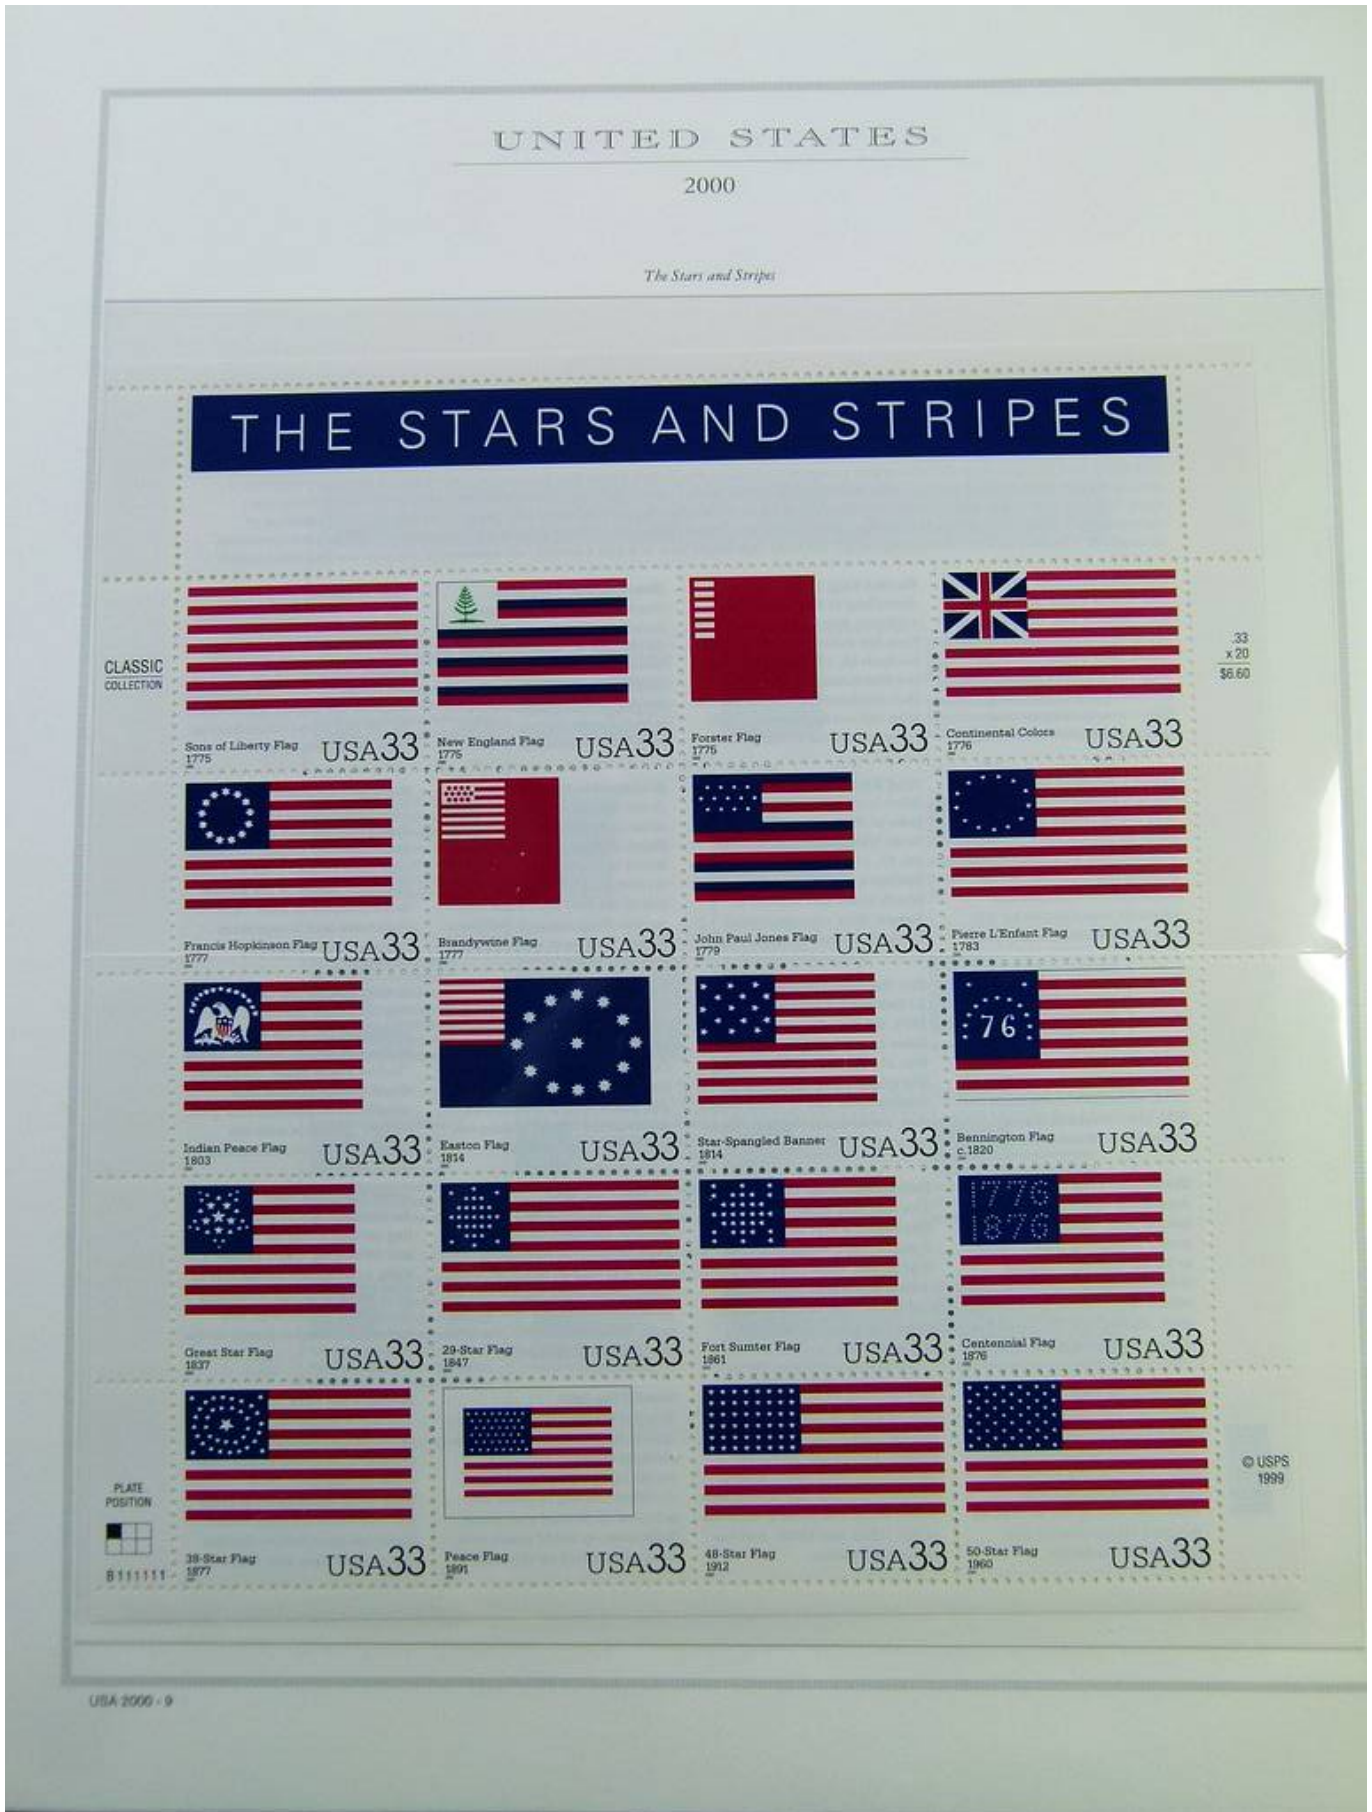 UNITED STATES
2000
The Stars and Stripes
THE STARS AND STRIPES
CLASSIC
COLLECTION
.33
x 20
$6.60
Sons of Liberty Flag
1775
USA33
New England Flag
1775
USA33
Forster Flag
1775
USA33
Continental Colors
1776
USA33
Francis Hopkinson Flag
1777
USA33
Brandywine Flag
1777
USA33
John Paul Jones Flag
1779
USA33
Pierre L'Enfant Flag
1783
USA33
76
Indian Peace Flag
1803
USA33
Easton Flag
1814
USA33
Star-Spangled Banner
1814
USA33
Bennington Flag
c.1820
USA33
1776
1876
Great Star Flag
1837
USA33
29-Star Flag
1847
USA33
Fort Sumter Flag
1861
USA33
Centennial Flag
1876
USA33
PLATE
POSITION
B111111
38-Star Flag
1877
USA33
Peace Flag
1891
USA33
48-Star Flag
1912
USA33
50-Star Flag
1960
USA33
© USPS
1999
USA 2000 - 9